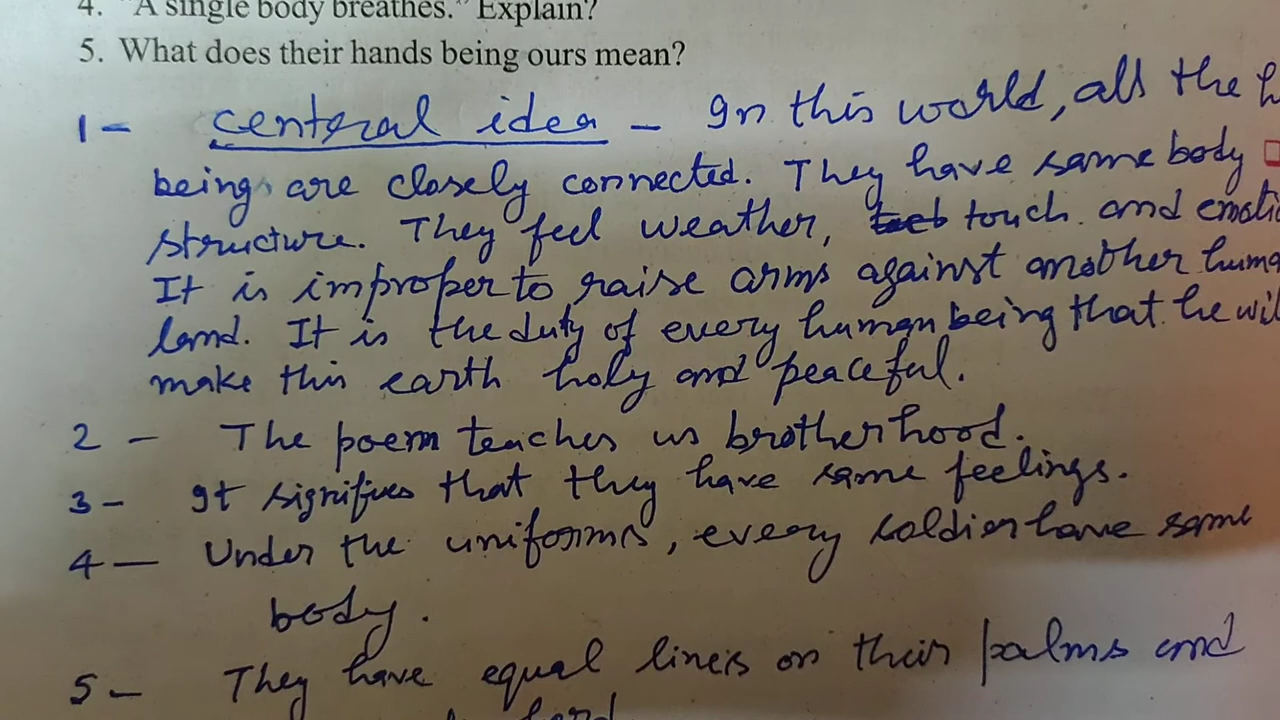 4. "A single body breathes." Explain?
5. What does their hands being ours mean?
1- centeral idea - In this world, all the
beings are closely connected. They have same body
structure. They feel weather, touch and
It is improper to raise arms against another
land. It is the duty of every human being that he
make this earth holy and peaceful.
2 - The poem teaches us brotherhood.
3 - It signifies that they have same feelings.
4 - Under the uniforms, every soldier have same
body.
5 - They have equal lines on their palms and